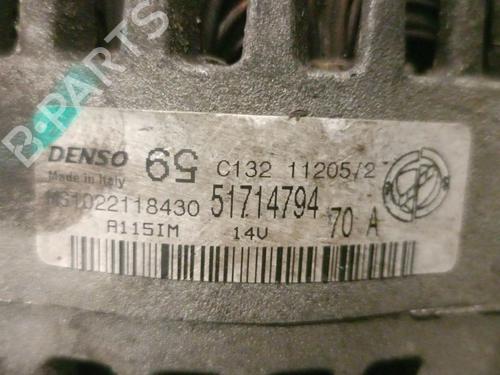 B-PARTS
DENSO 59 C132 11205/2
Made in Italy
MS1022118430 51714794 70 A
A115IM 14V